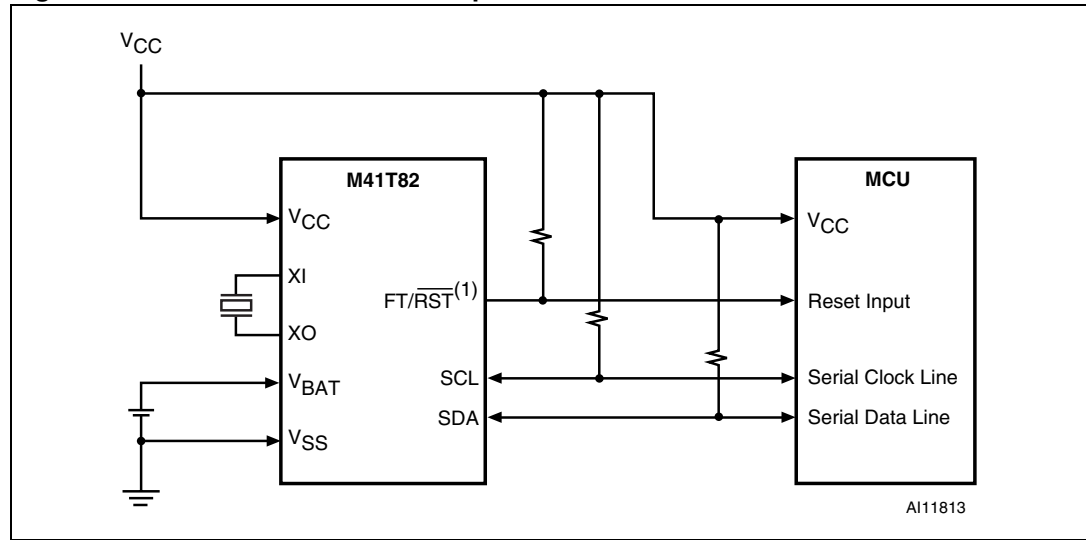 VCC
M41T82
MCU
VCC
VCC
XI
FT/RST(1)
Reset Input
XO
SCL
Serial Clock Line
VBAT
SDA
Serial Data Line
VSS
AI11813